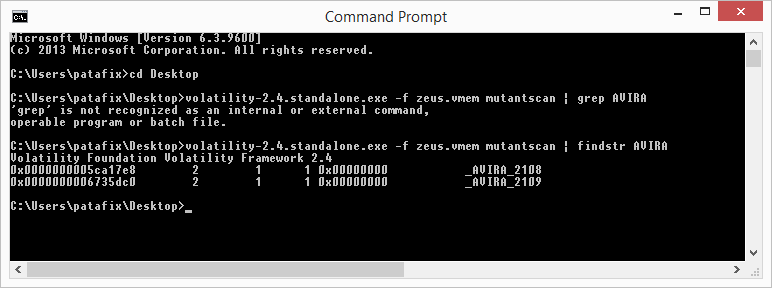 Command Prompt
Microsoft Windows [Version 6.3.9600]
(c) 2013 Microsoft Corporation. All rights reserved.
C:\Users\patafix>cd Desktop
C:\Users\patafix\Desktop>volatility-2.4.standalone.exe -f zeus.vmem mutantscan | grep AVIRA
'grep' is not recognized as an internal or external command,
operable program or batch file.
C:\Users\patafix\Desktop>volatility-2.4.standalone.exe -f zeus.vmem mutantscan | findstr AVIRA
Volatility Foundation Volatility Framework 2.4
0x0000000005ca17e8 2 1 1 0x00000000 _AVIRA_2108
0x0000000006735dc0 2 1 1 0x00000000 _AVIRA_2109
C:\Users\patafix\Desktop>_